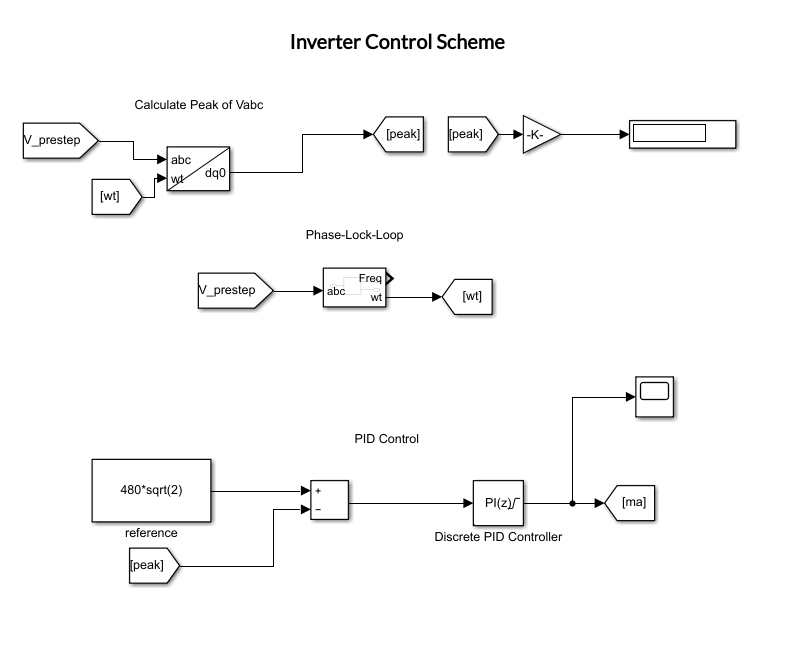 Inverter Control Scheme
Calculate Peak of Vabc
V_prestep
abc
wt
dq0
[wt]
[peak]
[peak]
-K-
Phase-Lock-Loop
V_prestep
abc
Freq
wt
[wt]
PID Control
480*sqrt(2)
reference
+
−
[peak]
PI(z)
Discrete PID Controller
[ma]